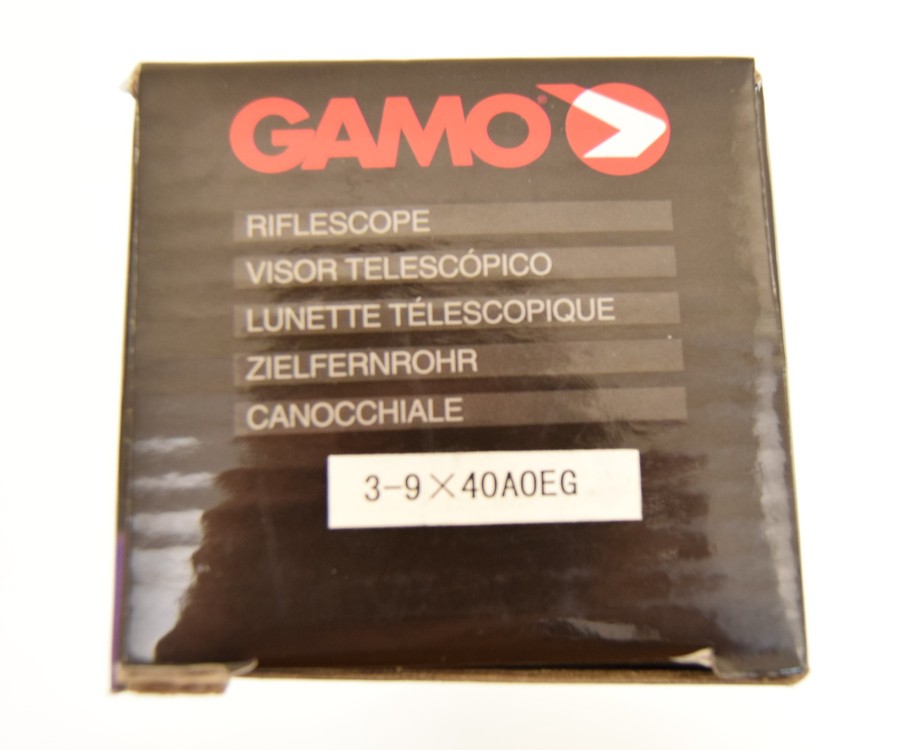 GAMO
RIFLESCOPE
VISOR TELESCÓPICO
LUNETTE TÉLESCOPIQUE
ZIELFERNROHR
CANOCCHIALE
3-9×40AOEG